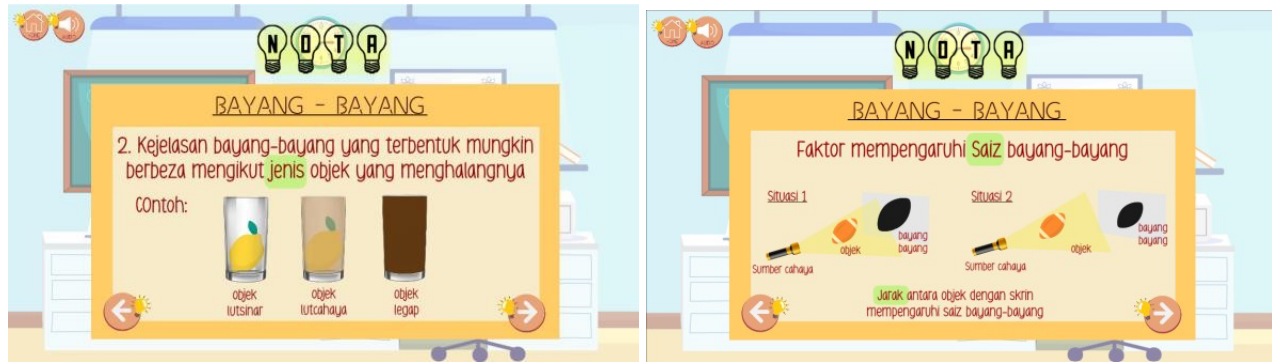 NOTA
BAYANG - BAYANG
2. Kejelasan bayang-bayang yang terbentuk mungkin
berbeza mengikut jenis objek yang menghalangnya
Contoh:
objek
lutsinar
objek
lutcahaya
objek
legap
NOTA
BAYANG - BAYANG
Faktor mempengaruhi Saiz bayang-bayang
Situasi 1
Sumber cahaya
objek
bayang
bayang
Situasi 2
Sumber cahaya
objek
bayang
bayang
Jarak antara objek dengan skrin
mempengaruhi saiz bayang-bayang